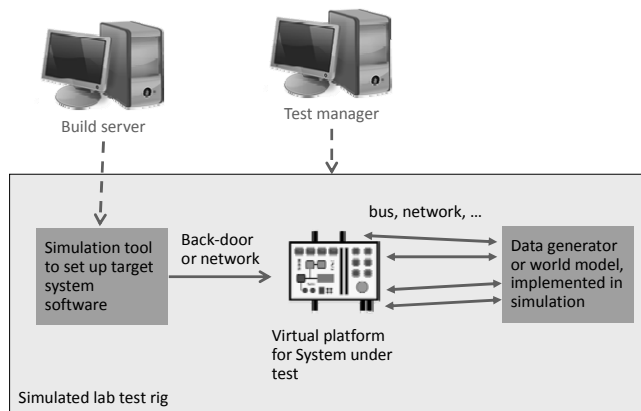 Build server
Test manager
bus, network, ...
Simulation tool
to set up target
system
software
Back-door
or network
Data generator
or world model,
implemented in
simulation
Virtual platform
for System under
test
Simulated lab test rig